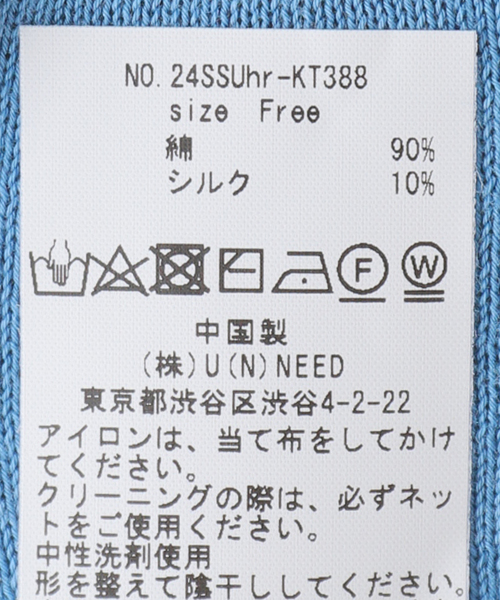 NO. 24SSUhr-KT388
size Free
綿 90%
シルク 10%
F W
中国製
(株)U(N)NEED
東京都渋谷区渋谷4-2-22
アイロンは、当て布をしてかけ
てください。
クリーニングの際は、必ずネッ
トをご使用ください。
中性洗剤使用
形を整えて陰干ししてください。